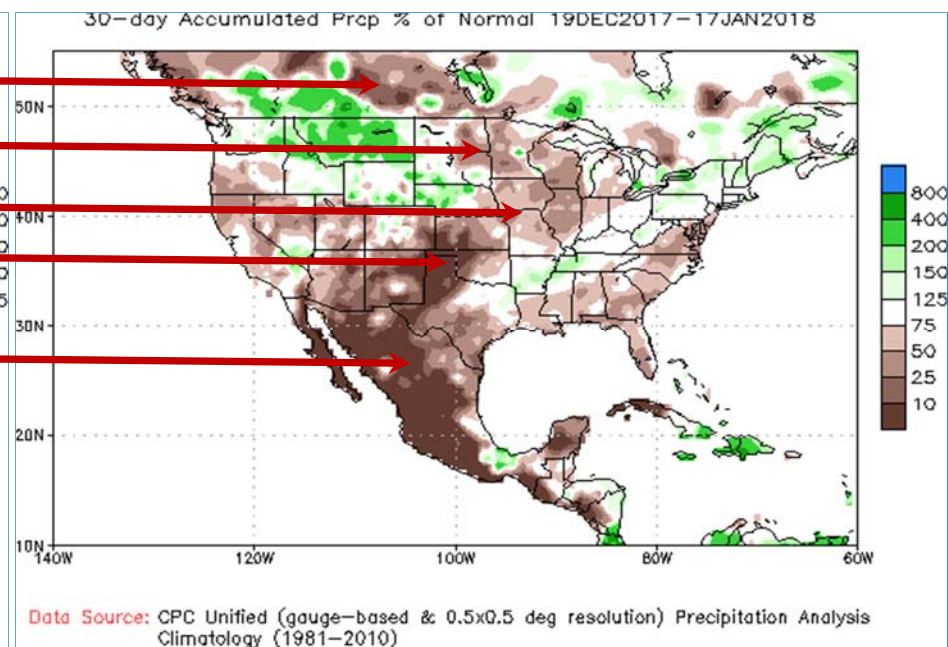 30-day Accumulated Prcp % of Normal 19DEC2017-17JAN2018
50N
40N
30N
20N
10N
140W 120W 100W 80W 60W
800
400
200
150
125
75
50
25
10
Data Source: CPC Unified (gauge-based & 0.5x0.5 deg resolution) Precipitation Analysis
Climatology (1981-2010)